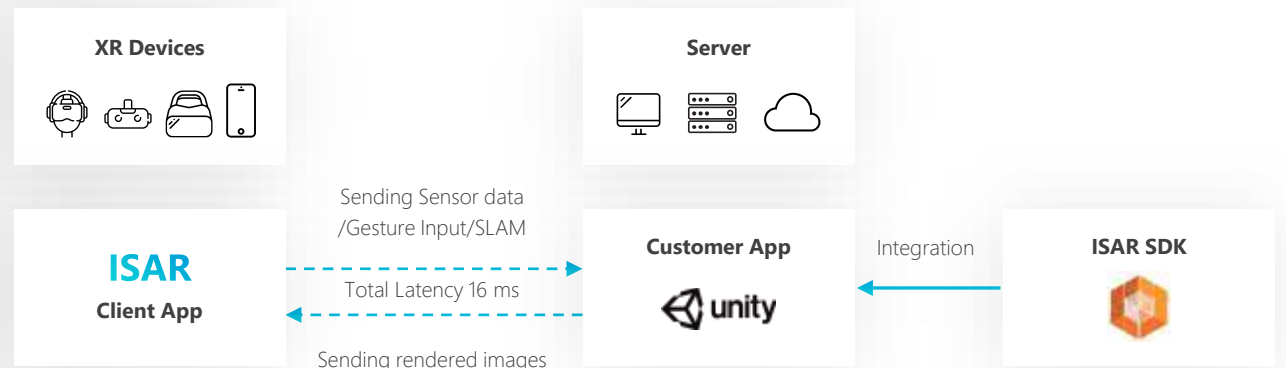 XR Devices
Server
Sending Sensor data
/Gesture Input/SLAM
ISAR
Client App
Total Latency 16 ms
Sending rendered images
Customer App
unity
Integration
ISAR SDK